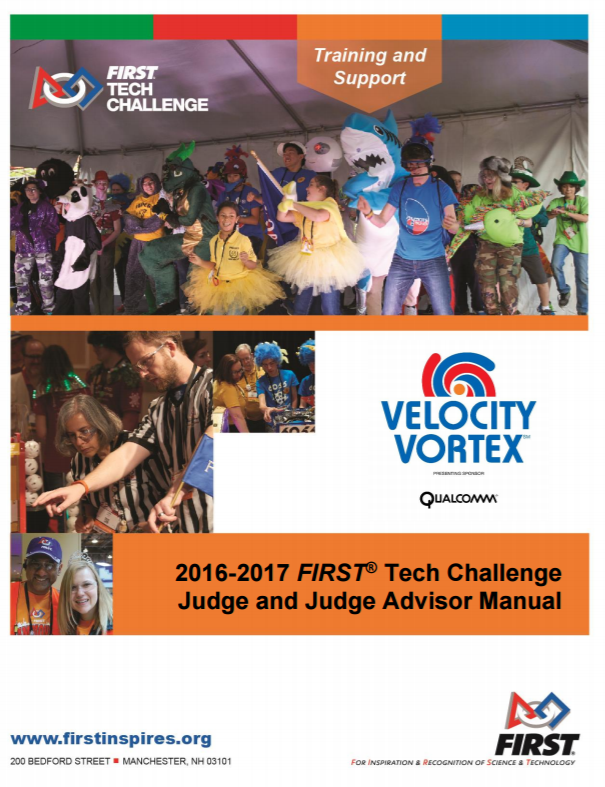 Training and
Support
FIRST
TECH
CHALLENGE
VELOCITY
VORTEX™
PRESENTING SPONSOR
QUALCOMM®
2016-2017 FIRST® Tech Challenge
Judge and Judge Advisor Manual
www.firstinspires.org
200 BEDFORD STREET ■ MANCHESTER, NH 03101
FIRST®
FOR INSPIRATION & RECOGNITION OF SCIENCE & TECHNOLOGY